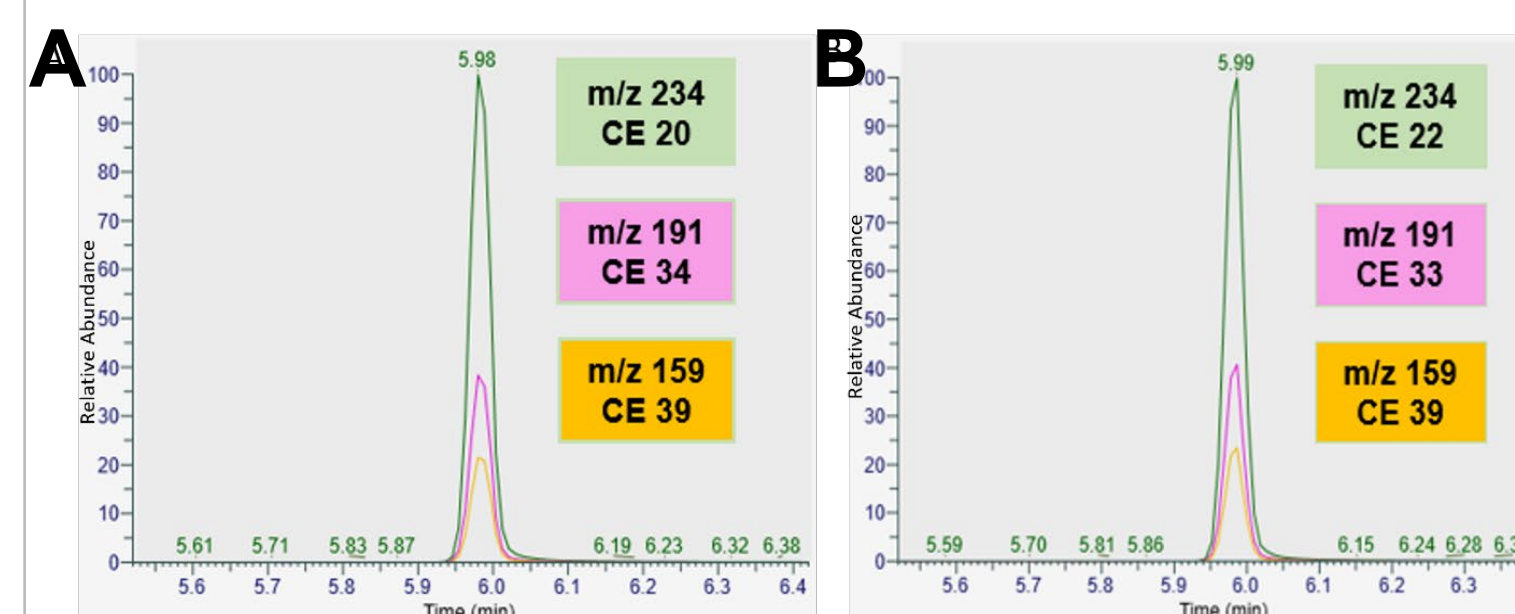 A
B
5.98
100
90
80
70
60
50
40
30
20
10
0
Relative Abundance
m/z 234
CE 20
m/z 191
CE 34
m/z 159
CE 39
5.61 5.71 5.83 5.87 6.19 6.23 6.32 6.38
5.6 5.7 5.8 5.9 6.0 6.1 6.2 6.3 6.4
Time (min)
5.99
90
80
70
60
50
40
30
20
10
0
Relative Abundance
m/z 234
CE 22
m/z 191
CE 33
m/z 159
CE 39
5.59 5.70 5.81 5.86 6.15 6.24 6.28
5.6 5.7 5.8 5.9 6.0 6.1 6.2 6.3
Time (min)